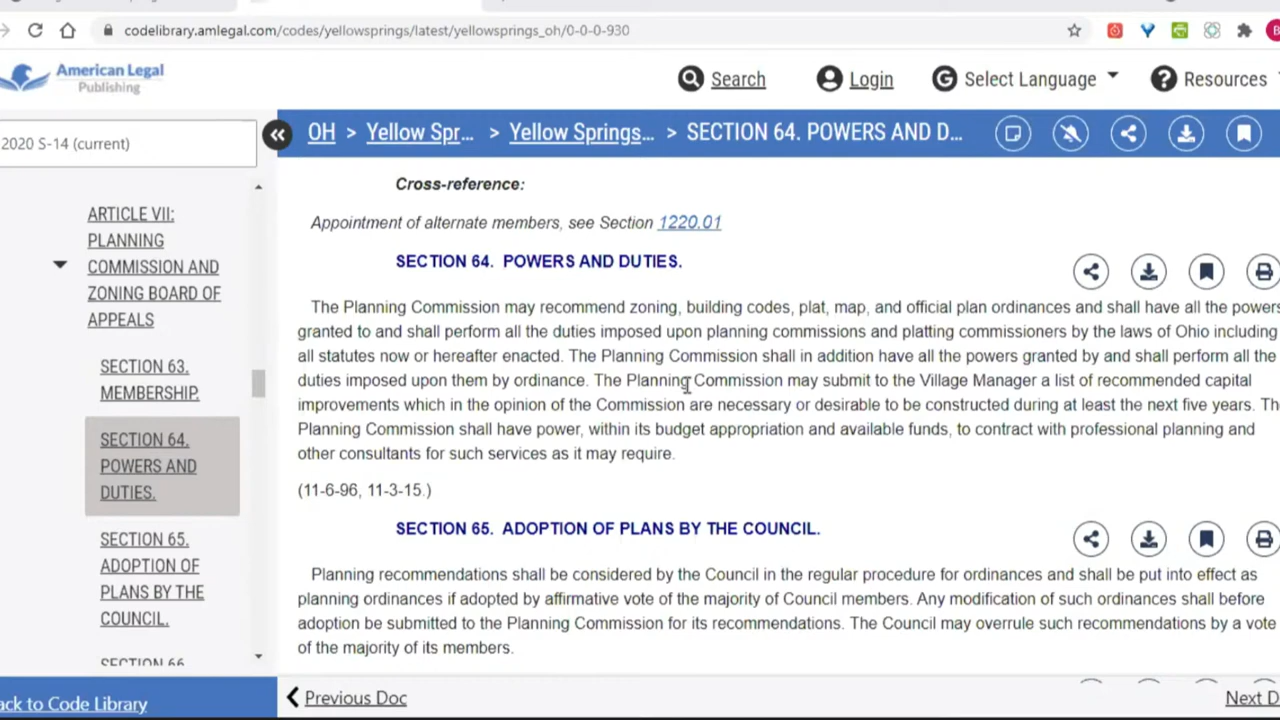 codelibrary.amlegal.com/codes/yellowsprings/latest/yellowsprings_oh/0-0-0-930
American Legal
Publishing
Search
Login
Select Language
Resources
2020 S-14 (current)
OH > Yellow Spr... > Yellow Springs... > SECTION 64. POWERS AND D...
ARTICLE VII:
PLANNING
COMMISSION AND
ZONING BOARD OF
APPEALS
SECTION 63.
MEMBERSHIP.
SECTION 64.
POWERS AND
DUTIES.
SECTION 65.
ADOPTION OF
PLANS BY THE
COUNCIL.
SECTION 66
Cross-reference:
Appointment of alternate members, see Section 1220.01
SECTION 64. POWERS AND DUTIES.
The Planning Commission may recommend zoning, building codes, plat, map, and official plan ordinances and shall have all the powers
granted to and shall perform all the duties imposed upon planning commissions and platting commissioners by the laws of Ohio including
all statutes now or hereafter enacted. The Planning Commission shall in addition have all the powers granted by and shall perform all the
duties imposed upon them by ordinance. The Planning Commission may submit to the Village Manager a list of recommended capital
improvements which in the opinion of the Commission are necessary or desirable to be constructed during at least the next five years. Th
Planning Commission shall have power, within its budget appropriation and available funds, to contract with professional planning and
other consultants for such services as it may require.
(11-6-96, 11-3-15.)
SECTION 65. ADOPTION OF PLANS BY THE COUNCIL.
Planning recommendations shall be considered by the Council in the regular procedure for ordinances and shall be put into effect as
planning ordinances if adopted by affirmative vote of the majority of Council members. Any modification of such ordinances shall before
adoption be submitted to the Planning Commission for its recommendations. The Council may overrule such recommendations by a vote
of the majority of its members.
ack to Code Library
Previous Doc
Next D